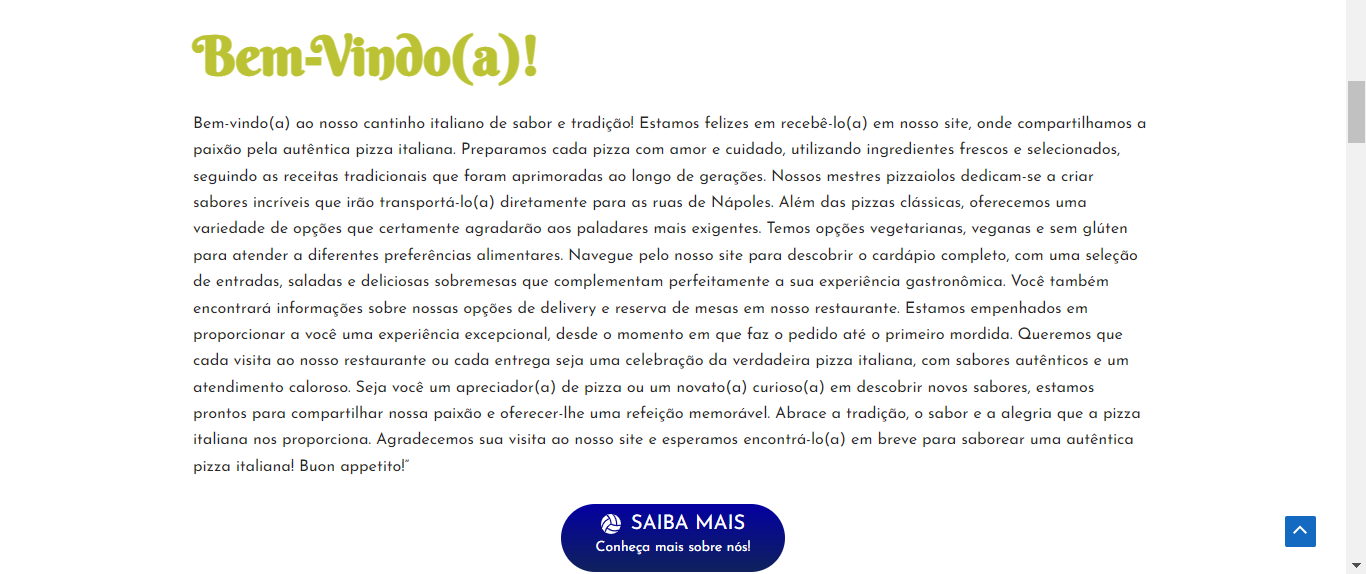 Bem-Vindo(a)!
Bem-vindo(a) ao nosso cantinho italiano de sabor e tradição! Estamos felizes em recebê-lo(a) em nosso site, onde compartilhamos a
paixão pela autêntica pizza italiana. Preparamos cada pizza com amor e cuidado, utilizando ingredientes frescos e selecionados,
seguindo as receitas tradicionais que foram aprimoradas ao longo de gerações. Nossos mestres pizzaiolos dedicam-se a criar
sabores incríveis que irão transportá-lo(a) diretamente para as ruas de Nápoles. Além das pizzas clássicas, oferecemos uma
variedade de opções que certamente agradarão aos paladares mais exigentes. Temos opções vegetarianas, veganas e sem glúten
para atender a diferentes preferências alimentares. Navegue pelo nosso site para descobrir o cardápio completo, com uma seleção
de entradas, saladas e deliciosas sobremesas que complementam perfeitamente a sua experiência gastronômica. Você também
encontrará informações sobre nossas opções de delivery e reserva de mesas em nosso restaurante. Estamos empenhados em
proporcionar a você uma experiência excepcional, desde o momento em que faz o pedido até o primeiro mordida. Queremos que
cada visita ao nosso restaurante ou cada entrega seja uma celebração da verdadeira pizza italiana, com sabores autênticos e um
atendimento caloroso. Seja você um apreciador(a) de pizza ou um novato(a) curioso(a) em descobrir novos sabores, estamos
prontos para compartilhar nossa paixão e oferecer-lhe uma refeição memorável. Abrace a tradição, o sabor e a alegria que a pizza
italiana nos proporciona. Agradecemos sua visita ao nosso site e esperamos encontrá-lo(a) em breve para saborear uma autêntica
pizza italiana! Buon appetito!"
SAIBA MAIS
Conheça mais sobre nós!